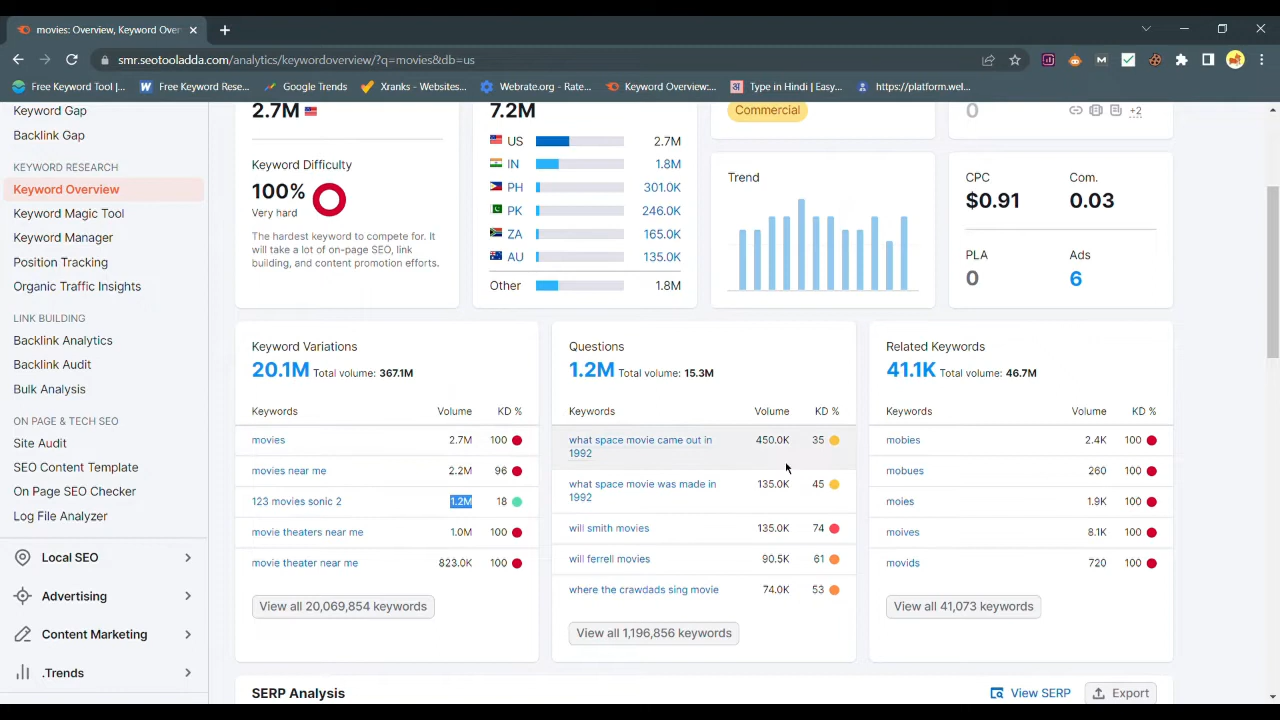 movies: Overview, Keyword Over
smr.seotooladda.com/analytics/keywordoverview/?q=movies&db=us
Free Keyword Tool |... Free Keyword Rese... Google Trends Xranks - Websites... Webrate.org - Rate... Keyword Overview:... Type in Hindi | Easy... https://platform.wel...
Keyword Gap
Backlink Gap
KEYWORD RESEARCH
Keyword Overview
Keyword Magic Tool
Keyword Manager
Position Tracking
Organic Traffic Insights
LINK BUILDING
Backlink Analytics
Backlink Audit
Bulk Analysis
ON PAGE & TECH SEO
Site Audit
SEO Content Template
On Page SEO Checker
Log File Analyzer
Local SEO
Advertising
Content Marketing
.Trends
2.7M
Keyword Difficulty
100%
Very hard
The hardest keyword to compete for. It
will take a lot of on-page SEO, link
building, and content promotion efforts.
7.2M
US 2.7M
IN 1.8M
PH 301.0K
PK 246.0K
ZA 165.0K
AU 135.0K
Other 1.8M
Commercial
Trend
0 +2
CPC Com.
$0.91 0.03
PLA Ads
0 6
Keyword Variations
20.1M Total volume: 367.1M
Keywords Volume KD %
movies 2.7M 100
movies near me 2.2M 96
123 movies sonic 2 1.2M 18
movie theaters near me 1.0M 100
movie theater near me 823.0K 100
View all 20,069,854 keywords
Questions
1.2M Total volume: 15.3M
Keywords Volume KD %
what space movie came out in 450.0K 35
1992
what space movie was made in 135.0K 45
1992
will smith movies 135.0K 74
will ferrell movies 90.5K 61
where the crawdads sing movie 74.0K 53
View all 1,196,856 keywords
Related Keywords
41.1K Total volume: 46.7M
Keywords Volume KD %
mobies 2.4K 100
mobues 260 100
moies 1.9K 100
moives 8.1K 100
movids 720 100
View all 41,073 keywords
SERP Analysis View SERP Export